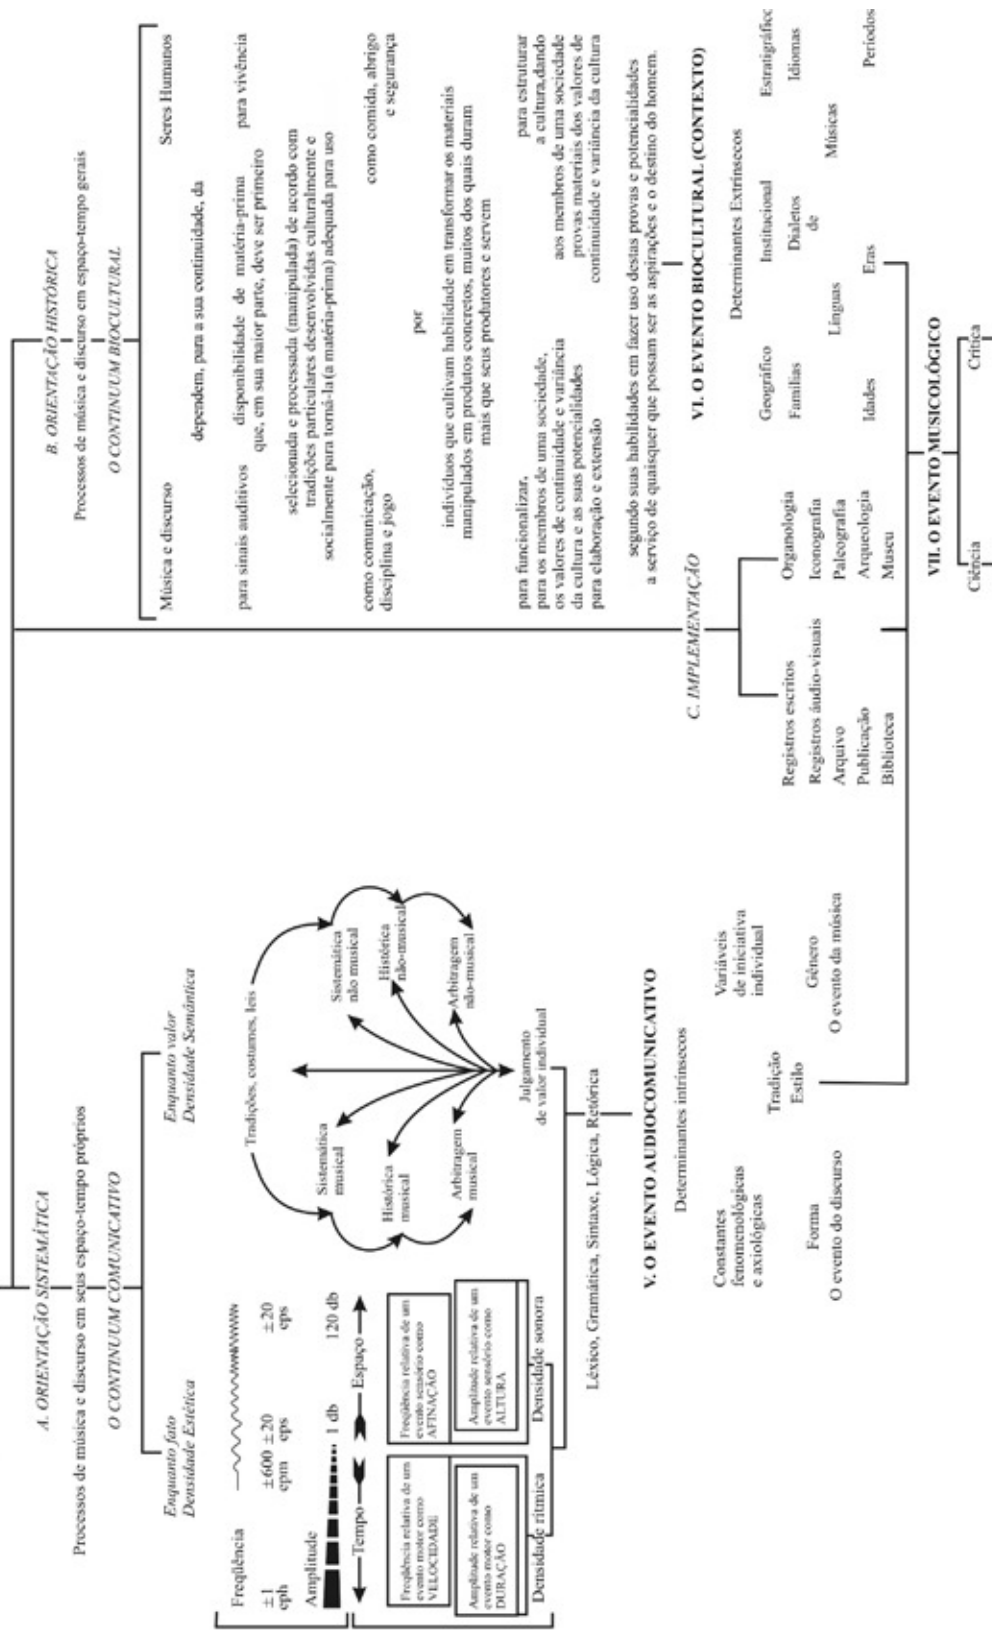 A. ORIENTAÇÃO SISTEMÁTICA
Processos de música e discurso em seus espaço-tempo próprios
O CONTINUUM COMUNICATIVO
Enquanto fato
Densidade Estética
Enquanto valor
Densidade Semântica
Freqüência
±1
eph
±600
epm
±20
eps
±20
eps
Amplitude
1 db
120 db
Tempo
Espaço
Freqüência relativa de um
evento motor como
VELOCIDADE
Amplitude relativa de um
evento motor como
DURAÇÃO
Densidade rítmica
Freqüência relativa de um
evento sensório como
AFINAÇÃO
Amplitude relativa de um
evento sensório como
ALTURA
Densidade sonora
Tradições, costumes, leis
Sistemática
musical
Histórica
musical
Arbitragem
musical
Sistemática
não musical
Histórica
não-musical
Arbitragem
não-musical
Julgamento
de valor individual
Léxico, Gramática, Sintaxe, Lógica, Retórica
V. O EVENTO AUDIOCOMUNICATIVO
Determinantes intrínsecos
Constantes
fenomenológicas
e axiológicas
Variáveis
de iniciativa
individual
Tradição
Forma
Estilo
Gênero
O evento do discurso
O evento da música
B. ORIENTAÇÃO HISTÓRICA
Processos de música e discurso em espaço-tempo gerais
O CONTINUUM BIOCULTURAL
Música e discurso
Seres Humanos
dependem, para a sua continuidade, da
para sinais auditivos
disponibilidade de matéria-prima
que, em sua maior parte, deve ser primeiro
para vivência
selecionada e processada (manipulada) de acordo com
tradições particulares desenvolvidas culturalmente e
socialmente para torná-la (a matéria-prima) adequada para uso
como comunicação,
disciplina e jogo
como comida, abrigo
e segurança
por
indivíduos que cultivam habilidade em transformar os materiais
manipulados em produtos concretos, muitos dos quais duram
mais que seus produtores e servem
para funcionalizar,
para os membros de uma sociedade,
os valores de continuidade e variância
da cultura e as suas potencialidades
para elaboração e extensão
para estruturar
a cultura,dando
aos membros de uma sociedade
provas materiais dos valores de
continuidade e variância da cultura
segundo suas habilidades em fazer uso destas provas e potencialidades
a serviço de quaisquer que possam ser as aspirações e o destino do homem.
C. IMPLEMENTAÇÃO
Registros escritos
Registros áudio-visuais
Arquivo
Publicação
Biblioteca
Organologia
Iconografia
Paleografia
Arqueologia
Museu
VI. O EVENTO BIOCULTURAL (CONTEXTO)
Determinantes Extrínsecos
Geográfico
Institucional
Estratigráfico
Famílias
Dialetos
Idiomas
de
Línguas
Músicas
Idades
Eras
Períodos
VII. O EVENTO MUSICOLÓGICO
Ciência
Crítica